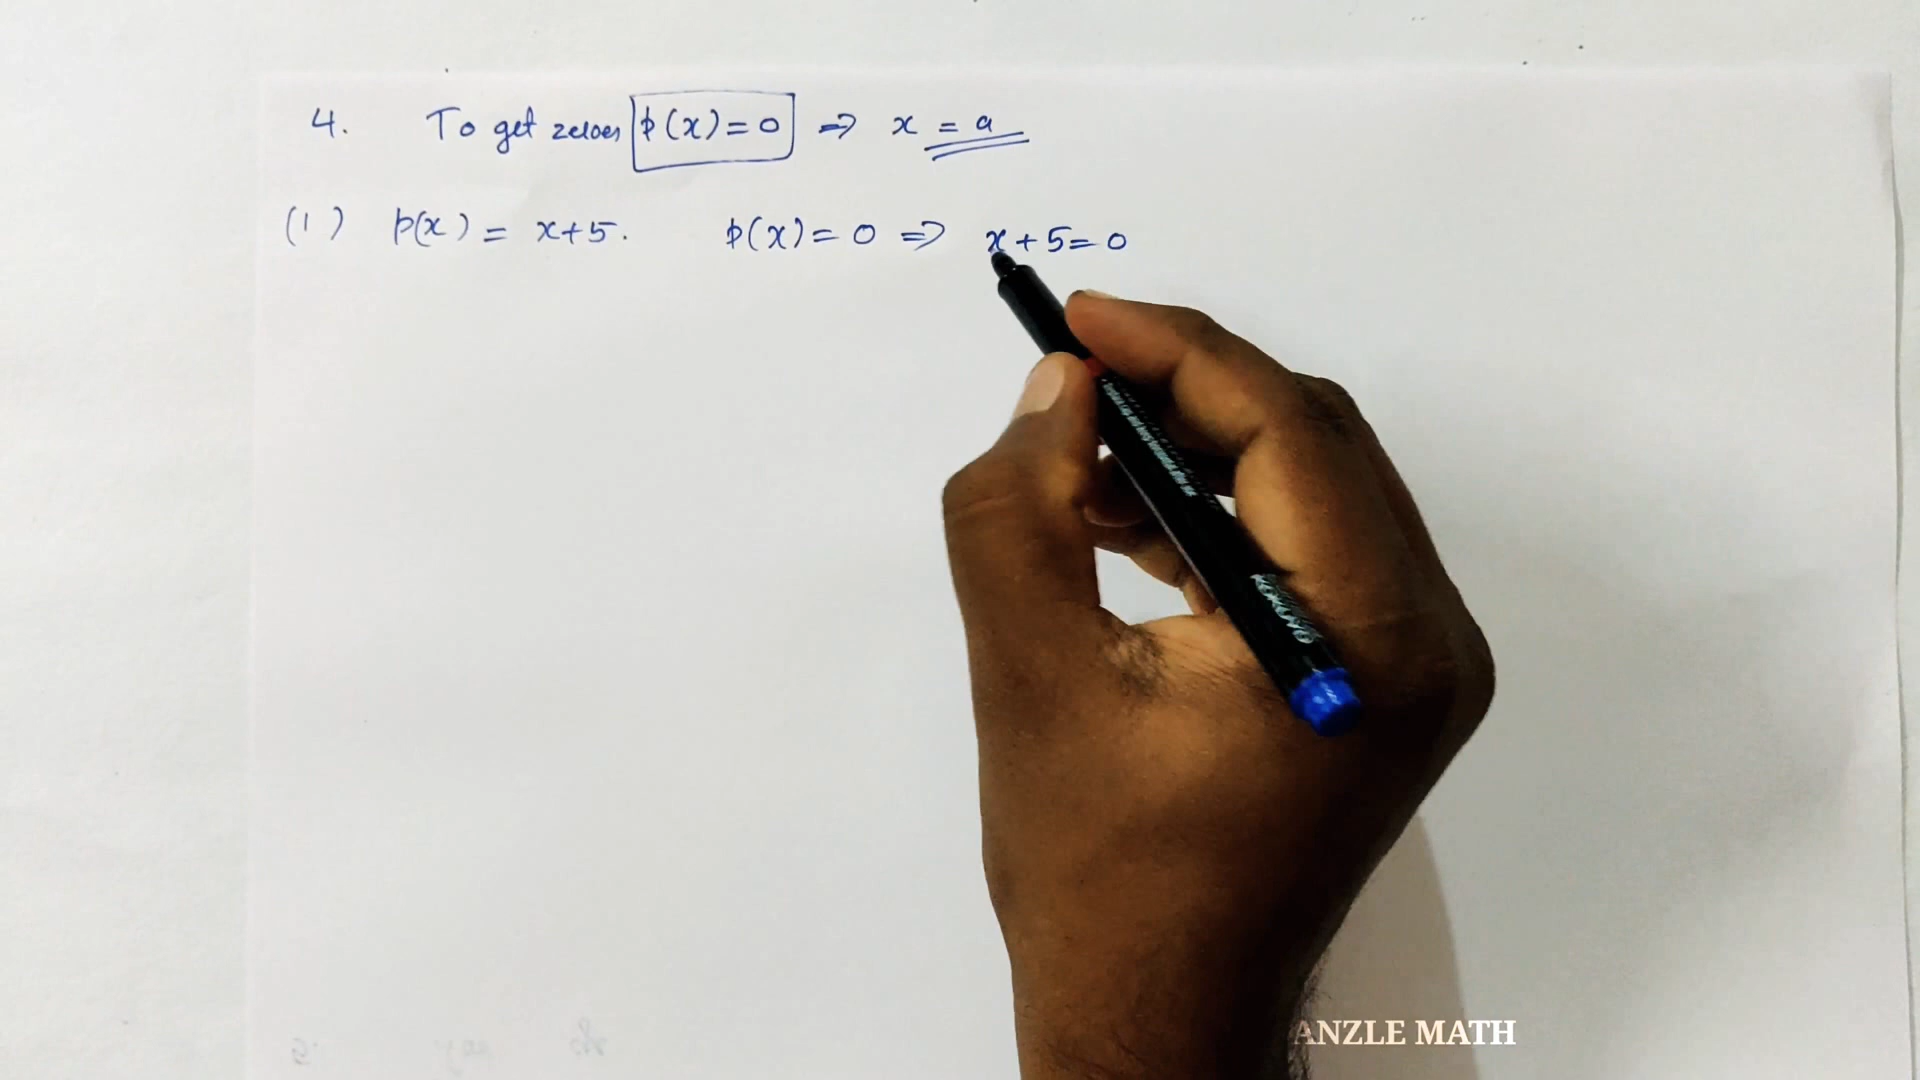 4. To get zeroes p(x) = 0 ⇒ x = a
(1) p(x) = x+5. p(x) = 0 ⇒ x + 5 = 0
ANZLE MATH